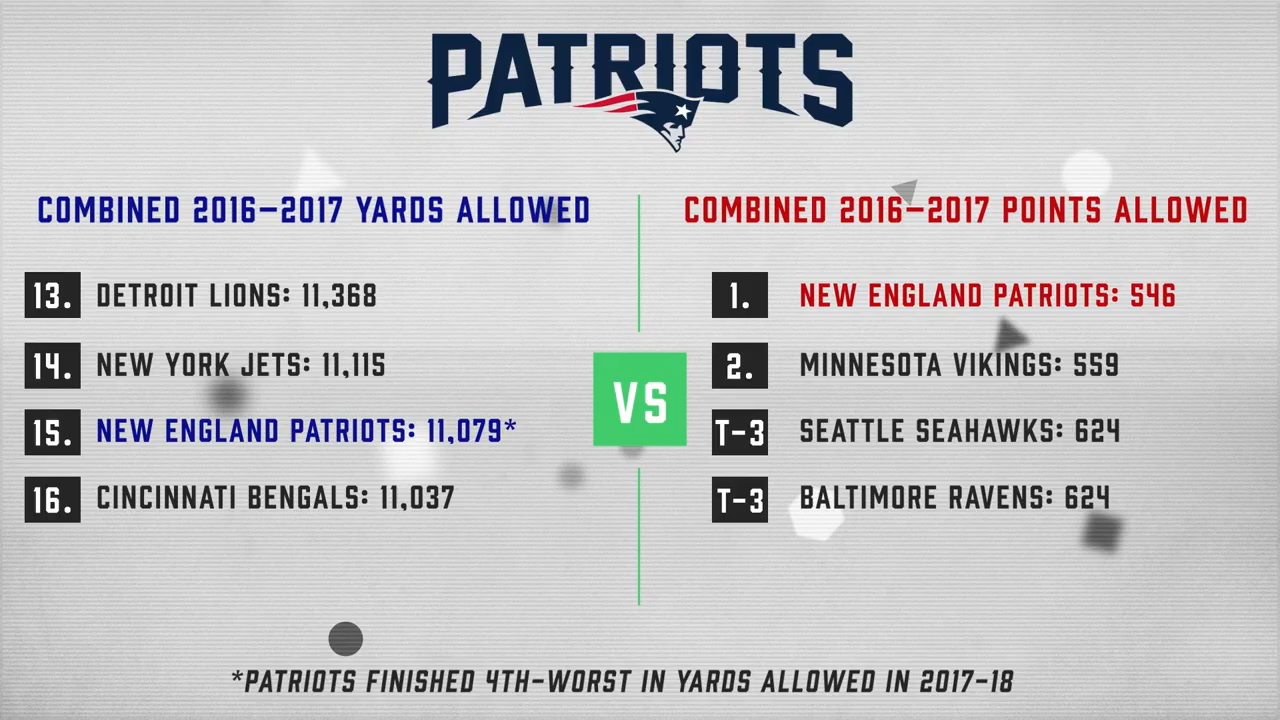 PATRIOTS
COMBINED 2016-2017 YARDS ALLOWED
13. DETROIT LIONS: 11,368
14. NEW YORK JETS: 11,115
15. NEW ENGLAND PATRIOTS: 11,079*
16. CINCINNATI BENGALS: 11,037
VS
COMBINED 2016-2017 POINTS ALLOWED
1. NEW ENGLAND PATRIOTS: 546
2. MINNESOTA VIKINGS: 559
T-3 SEATTLE SEAHAWKS: 624
T-3 BALTIMORE RAVENS: 624
*PATRIOTS FINISHED 4TH-WORST IN YARDS ALLOWED IN 2017-18